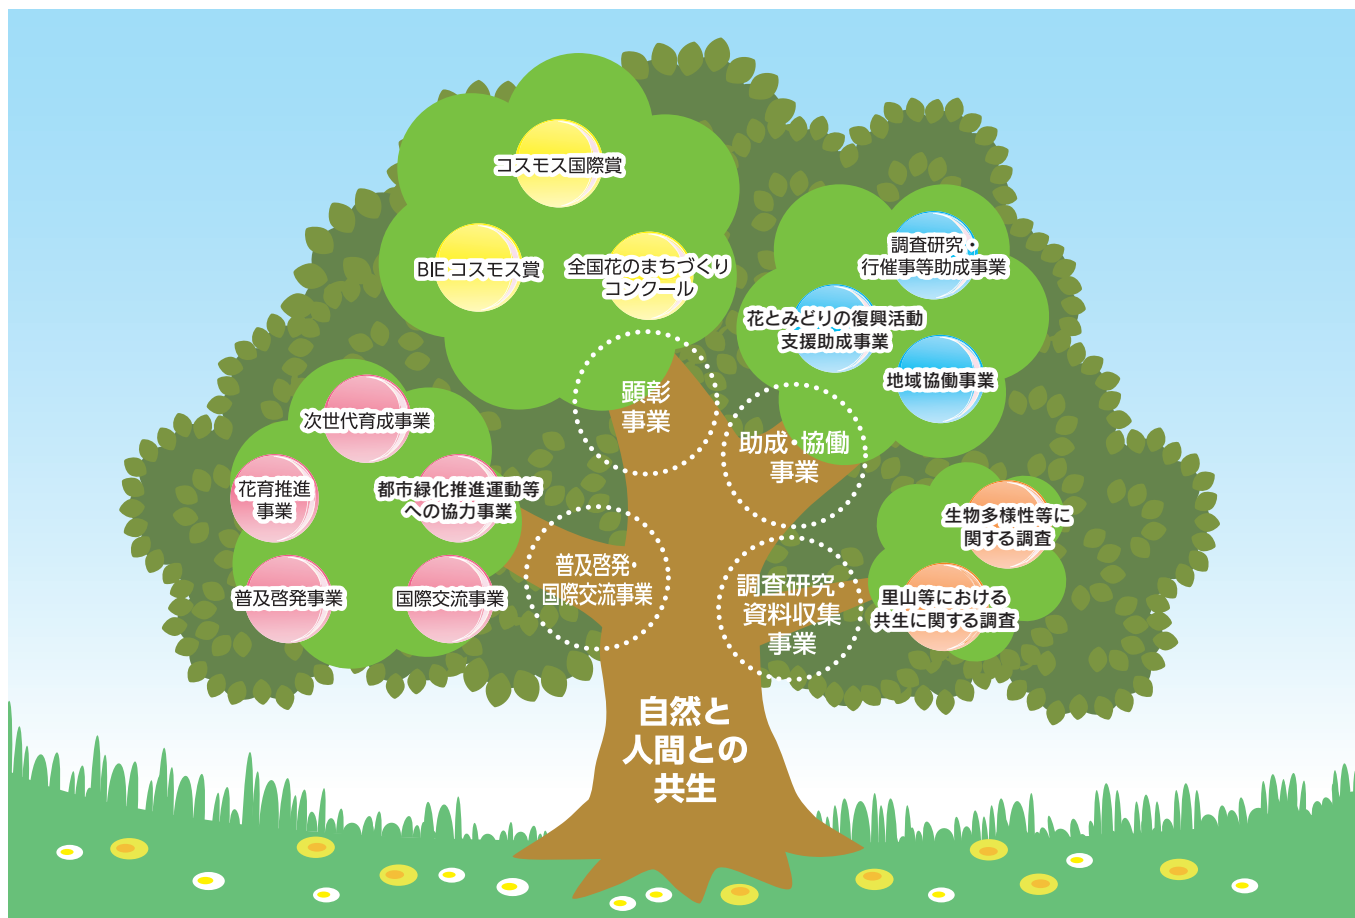 コスモス国際賞
BIE コスモス賞
全国花のまちづくり
コンクール
調査研究・
行催事等助成事業
花とみどりの復興活動
支援助成事業
地域協働事業
顕彰
事業
助成・協働
事業
次世代育成事業
花育推進
事業
都市緑化推進運動等
への協力事業
普及啓発事業
国際交流事業
普及啓発・
国際交流事業
調査研究・
資料収集
事業
生物多様性等に
関する調査
里山等における
共生に関する調査
自然と
人間との
共生